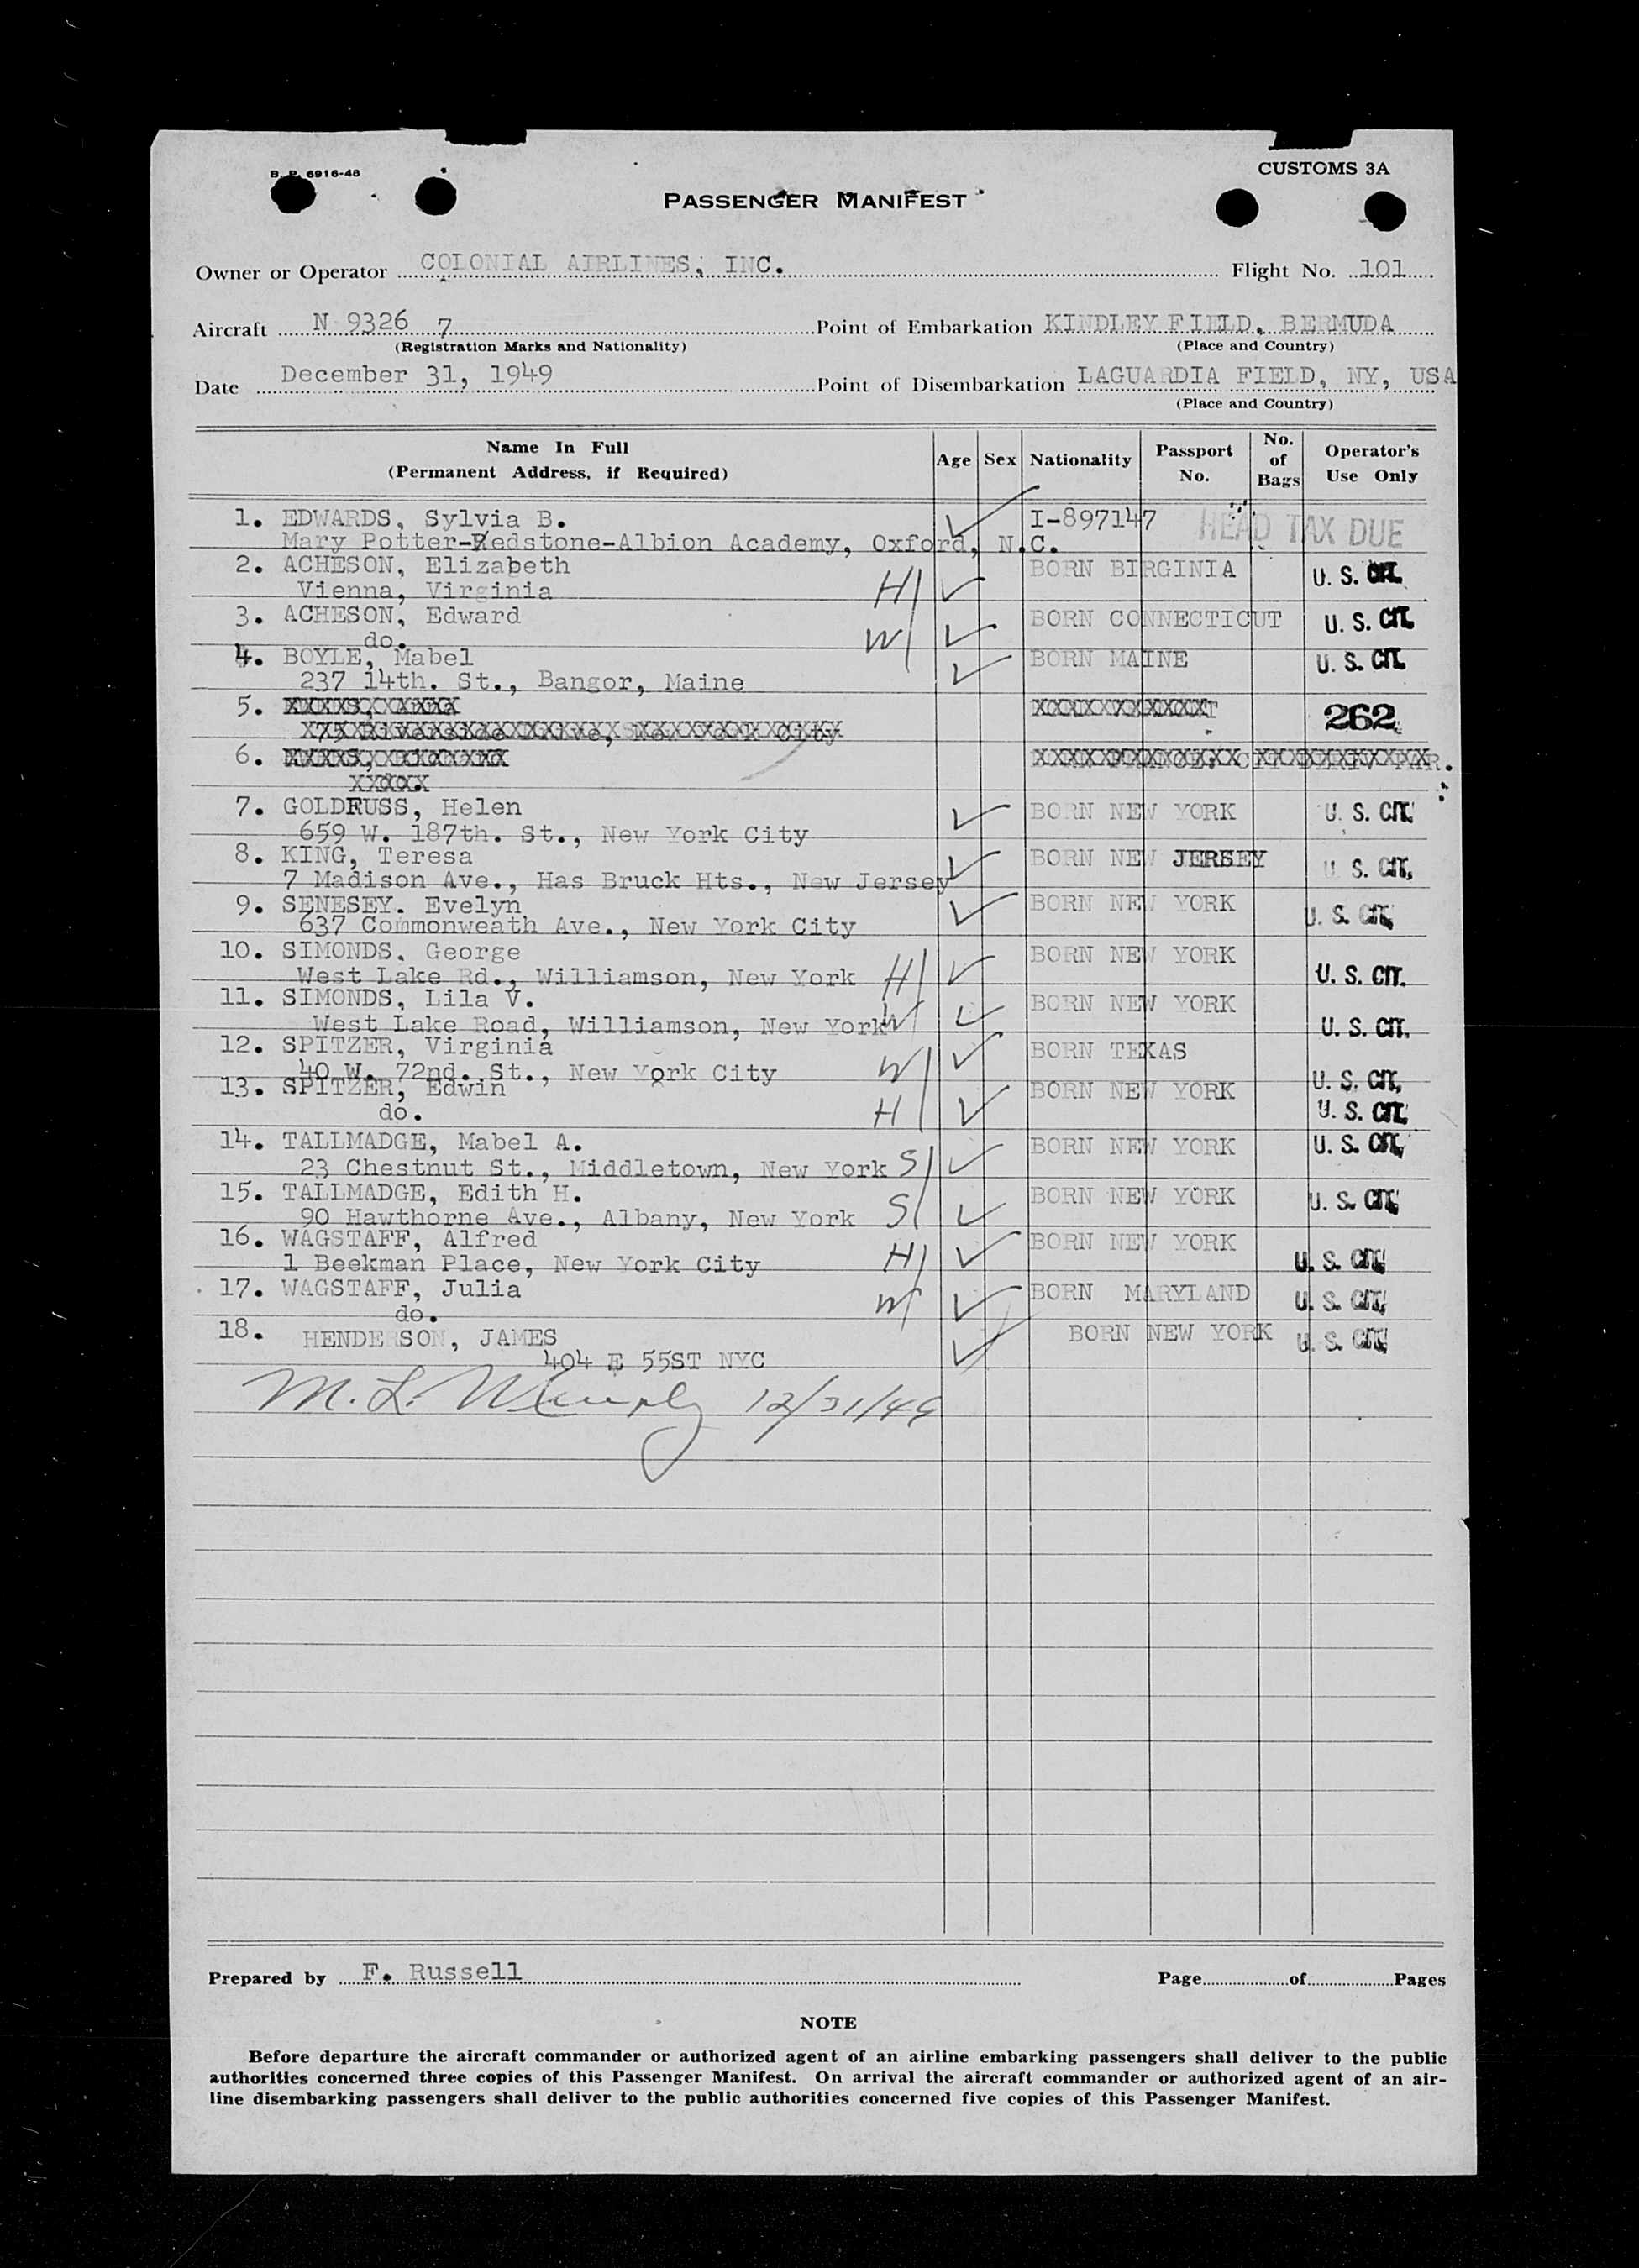 B. P. 6916-48
CUSTOMS 3A
PASSENGER MANIFEST
Owner or Operator COLONIAL AIRLINES, INC. Flight No. 101
Aircraft N 9326 7 Point of Embarkation KINDLEY FIELD, BERMUDA
(Registration Marks and Nationality) (Place and Country)
Date December 31, 1949 Point of Disembarkation LAGUARDIA FIELD, NY, USA
(Place and Country)
Name In Full (Permanent Address, if Required) Age Sex Nationality Passport No. No. of Bags Operator's Use Only
1. EDWARDS, Sylvia B. I-897147 HEAD TAX DUE
Mary Potter-Redstone-Albion Academy, Oxford, N.C.
2. ACHESON, Elizabeth BORN BIRGINIA U. S. CIT.
Vienna, Virginia H
3. ACHESON, Edward BORN CONNECTICUT U. S. CIT.
do. W
4. BOYLE, Mabel BORN MAINE U. S. CIT.
237 14th. St., Bangor, Maine
5. 262
6.
7. GOLDRUSS, Helen BORN NEW YORK U. S. CIT.
659 W. 187th. St., New York City
8. KING, Teresa BORN NEW JERSEY U. S. CIT.
7 Madison Ave., Has Bruck Hts., New Jersey
9. SENESEY. Evelyn BORN NEW YORK U. S. CIT.
637 Commonweath Ave., New York City
10. SIMONDS. George BORN NEW YORK
West Lake Rd., Williamson, New York H U. S. CIT.
11. SIMONDS, Lila V. BORN NEW YORK
West Lake Road, Williamson, New York W U. S. CIT.
12. SPITZER, Virginia BORN TEXAS
40 W. 72nd. St., New York City W U. S. CIT.
13. SPITZER, Edwin BORN NEW YORK
do. H U. S. CIT.
14. TALLMADGE, Mabel A. BORN NEW YORK U. S. CIT.
23 Chestnut St., Middletown, New York S
15. TALLMADGE, Edith H. BORN NEW YORK U. S. CIT.
90 Hawthorne Ave., Albany, New York S
16. WAGSTAFF, Alfred BORN NEW YORK
1 Beekman Place, New York City H U. S. CIT.
17. WAGSTAFF, Julia BORN MARYLAND U. S. CIT.
do. W
18. HENDERSON, JAMES BORN NEW YORK U. S. CIT.
404 E 55ST NYC
M. L. 12/31/49
Prepared by F. Russell Page of Pages
NOTE
Before departure the aircraft commander or authorized agent of an airline embarking passengers shall deliver to the public
authorities concerned three copies of this Passenger Manifest. On arrival the aircraft commander or authorized agent of an air-
line disembarking passengers shall deliver to the public authorities concerned five copies of this Passenger Manifest.